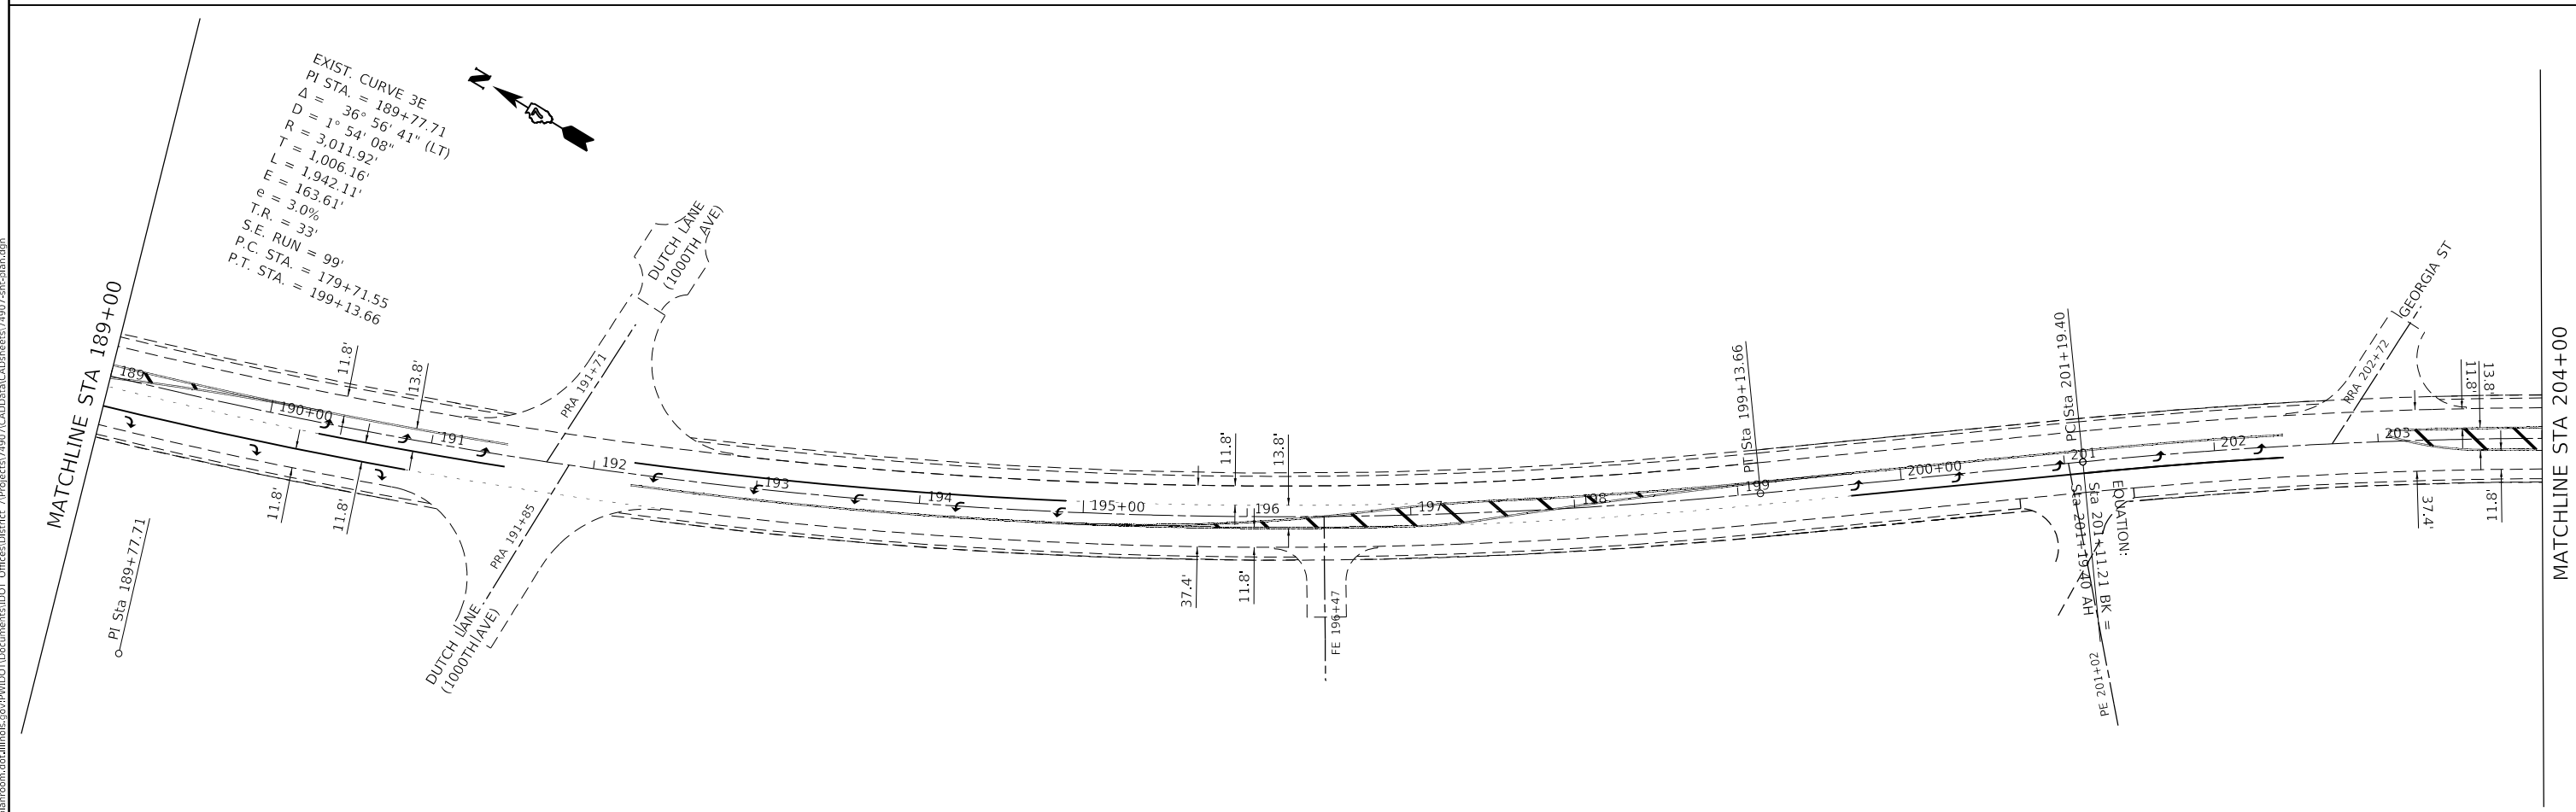 MATCHLINE STA 189+00
EXIST. CURVE 3E
PI STA. = 189+77.71
Δ = 36° 56' 41" (LT)
D = 1° 54' 08"
R = 3,011.92'
T = 1,006.16'
L = 1,942.11'
E = 163.61'
e = 3.0%
T.R. = 33'
S.E. RUN = 99'
P.C. STA. = 179+71.55
P.T. STA. = 199+13.66
N
DUTCH LANE
(1000TH AVE)
PRA 191+71
11.8'
13.8'
189
190+00
191
192
193
194
195+00
196
197
198
199
200+00
201
202
203
11.8'
11.8'
PI Sta 189+77.71
PRA 191+85
DUTCH LANE
(1000TH AVE)
11.8'
13.8'
37.4'
11.8'
FE 196+47
PT Sta 199+13.66
PC Sta 201+19.40
EQUATION:
Sta 201+11.21 BK =
Sta 201+19.40 AH
PE 201+02
GEORGIA ST
PRA 202+72
11.8'
13.8'
37.4'
11.8'
MATCHLINE STA 204+00